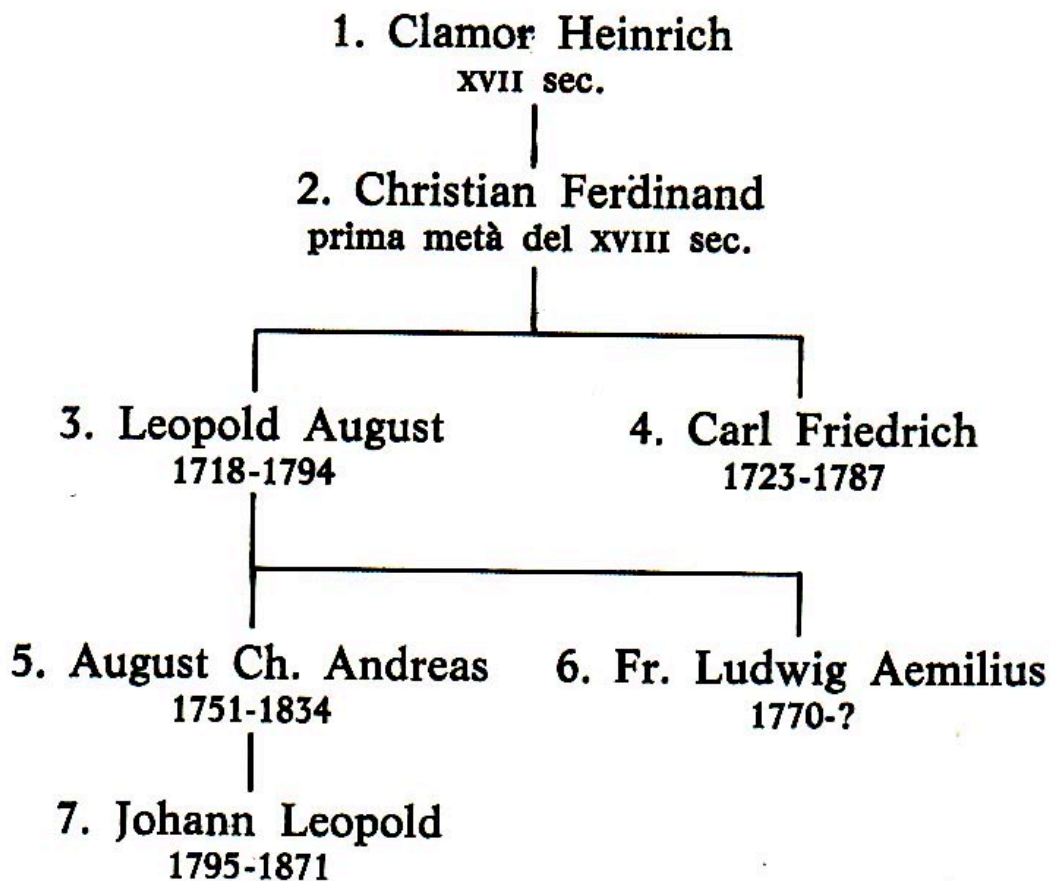 1. Clamor Heinrich
XVII sec.
2. Christian Ferdinand
prima metà del XVIII sec.
3. Leopold August
1718-1794
4. Carl Friedrich
1723-1787
5. August Ch. Andreas
1751-1834
6. Fr. Ludwig Aemilius
1770-?
7. Johann Leopold
1795-1871